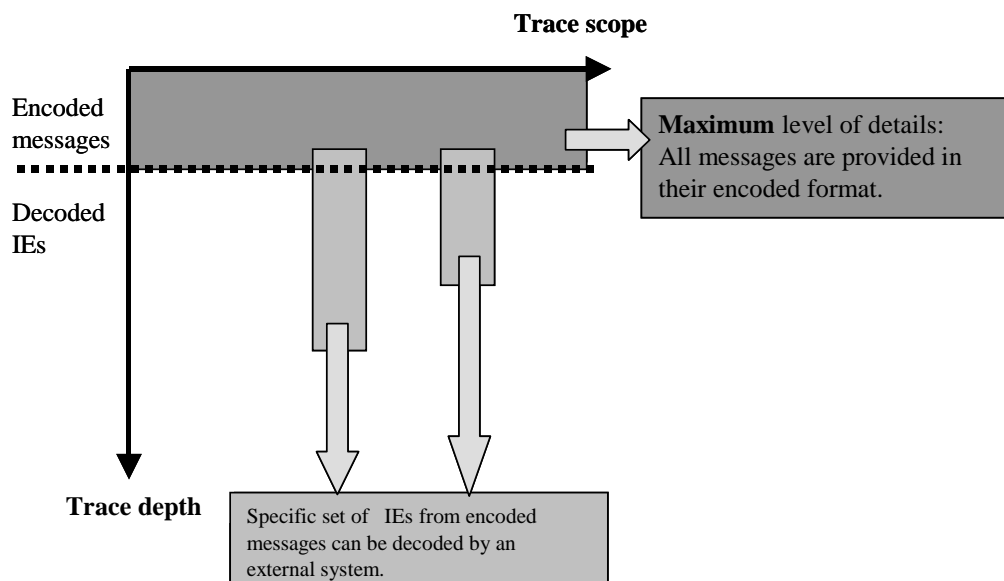 Trace scope
Encoded
messages
Maximum level of details:
All messages are provided in
their encoded format.
Decoded
IEs
Trace depth
Specific set of IEs from encoded
messages can be decoded by an
external system.